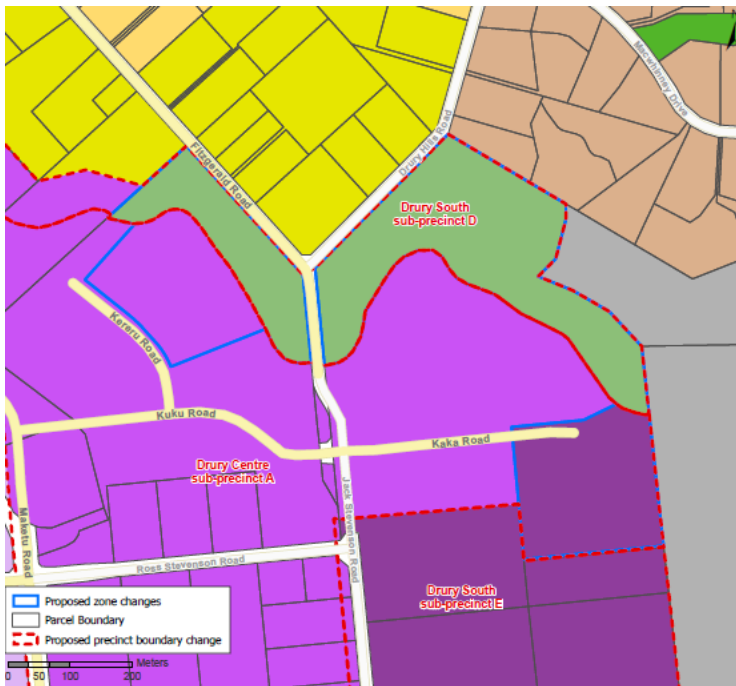 Macwhinney Drive
Fitzgerald Road
Drury Hills Road
Drury South
sub-precinct D
Kereru Road
Kuku Road
Kaka Road
Drury Centre
sub-precinct A
Maketu Road
Jack Stevenson Road
Ross Stevenson Road
Drury South
sub-precinct E
Proposed zone changes
Parcel Boundary
Proposed precinct boundary change
Meters
0 50 100 200